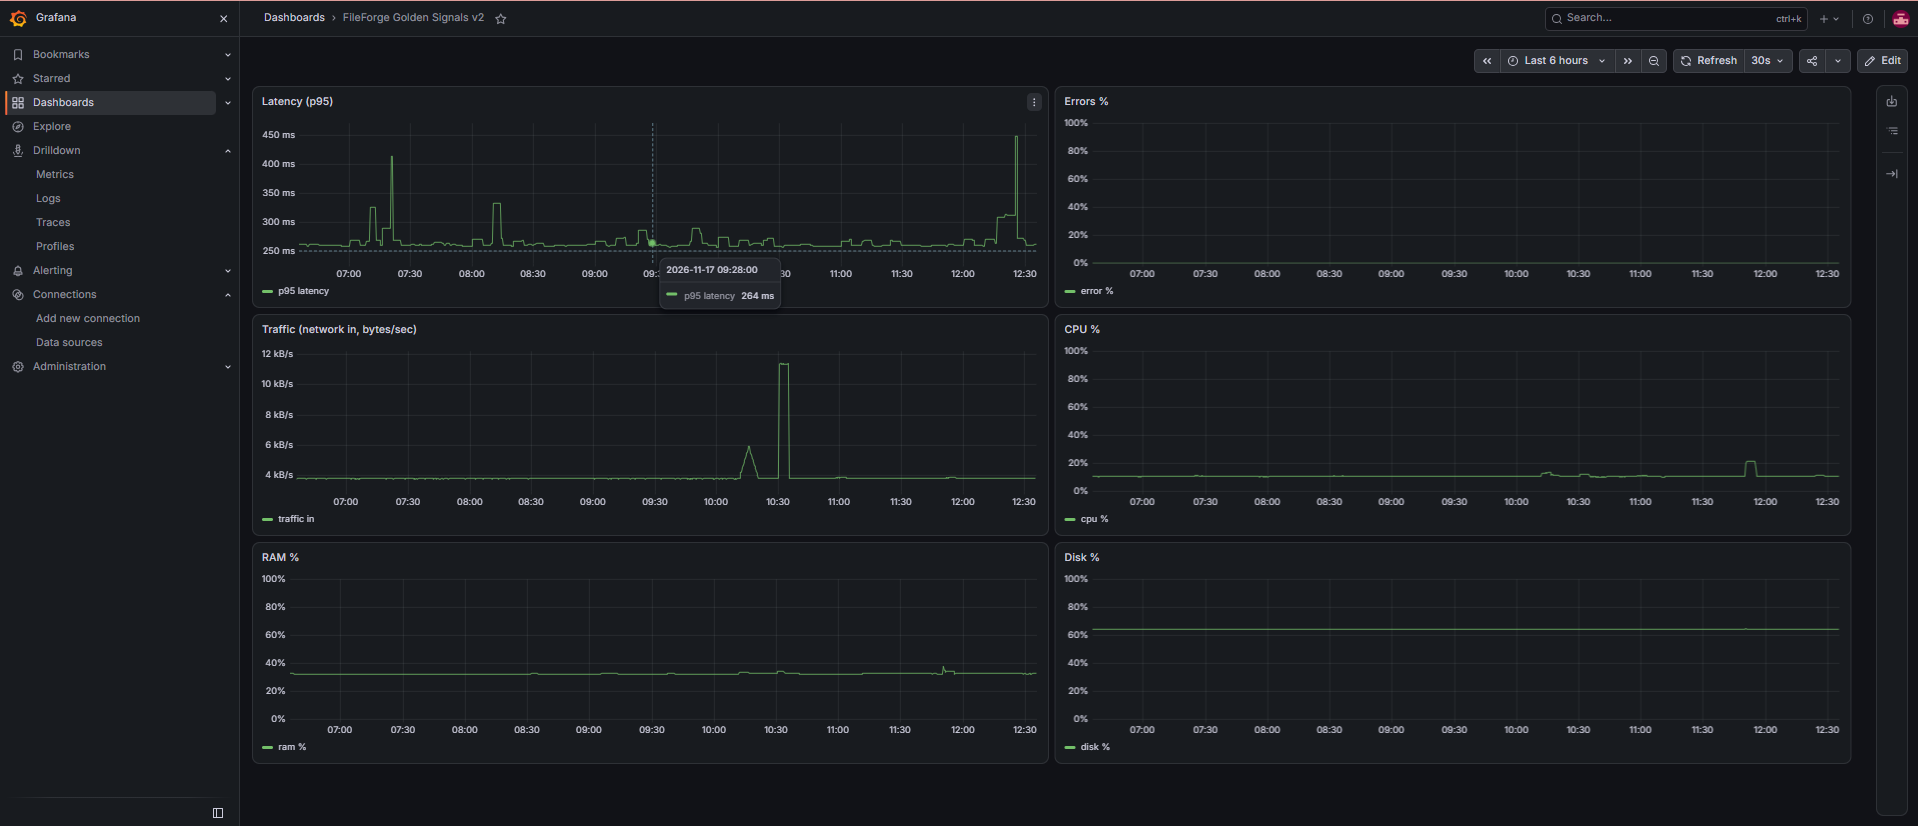 Grafana
Dashboards › FileForge Golden Signals v2
Search...
ctrl+k
Bookmarks
Starred
Dashboards
Explore
Drilldown
Metrics
Logs
Traces
Profiles
Alerting
Connections
Add new connection
Data sources
Administration
Last 6 hours
Refresh
30s
Edit
Latency (p95)
450 ms
400 ms
350 ms
300 ms
250 ms
07:00 07:30 08:00 08:30 09:00 11:00 11:30 12:00 12:30
2026-11-17 09:28:00
p95 latency 264 ms
p95 latency
Errors %
100%
80%
60%
40%
20%
0%
07:00 07:30 08:00 08:30 09:00 09:30 10:00 10:30 11:00 11:30 12:00 12:30
error %
Traffic (network in, bytes/sec)
12 kB/s
10 kB/s
8 kB/s
6 kB/s
4 kB/s
07:00 07:30 08:00 08:30 09:00 09:30 10:00 10:30 11:00 11:30 12:00 12:30
traffic in
CPU %
100%
80%
60%
40%
20%
0%
07:00 07:30 08:00 08:30 09:00 09:30 10:00 10:30 11:00 11:30 12:00 12:30
cpu %
RAM %
100%
80%
60%
40%
20%
0%
07:00 07:30 08:00 08:30 09:00 09:30 10:00 10:30 11:00 11:30 12:00 12:30
ram %
Disk %
100%
80%
60%
40%
20%
0%
07:00 07:30 08:00 08:30 09:00 09:30 10:00 10:30 11:00 11:30 12:00 12:30
disk %